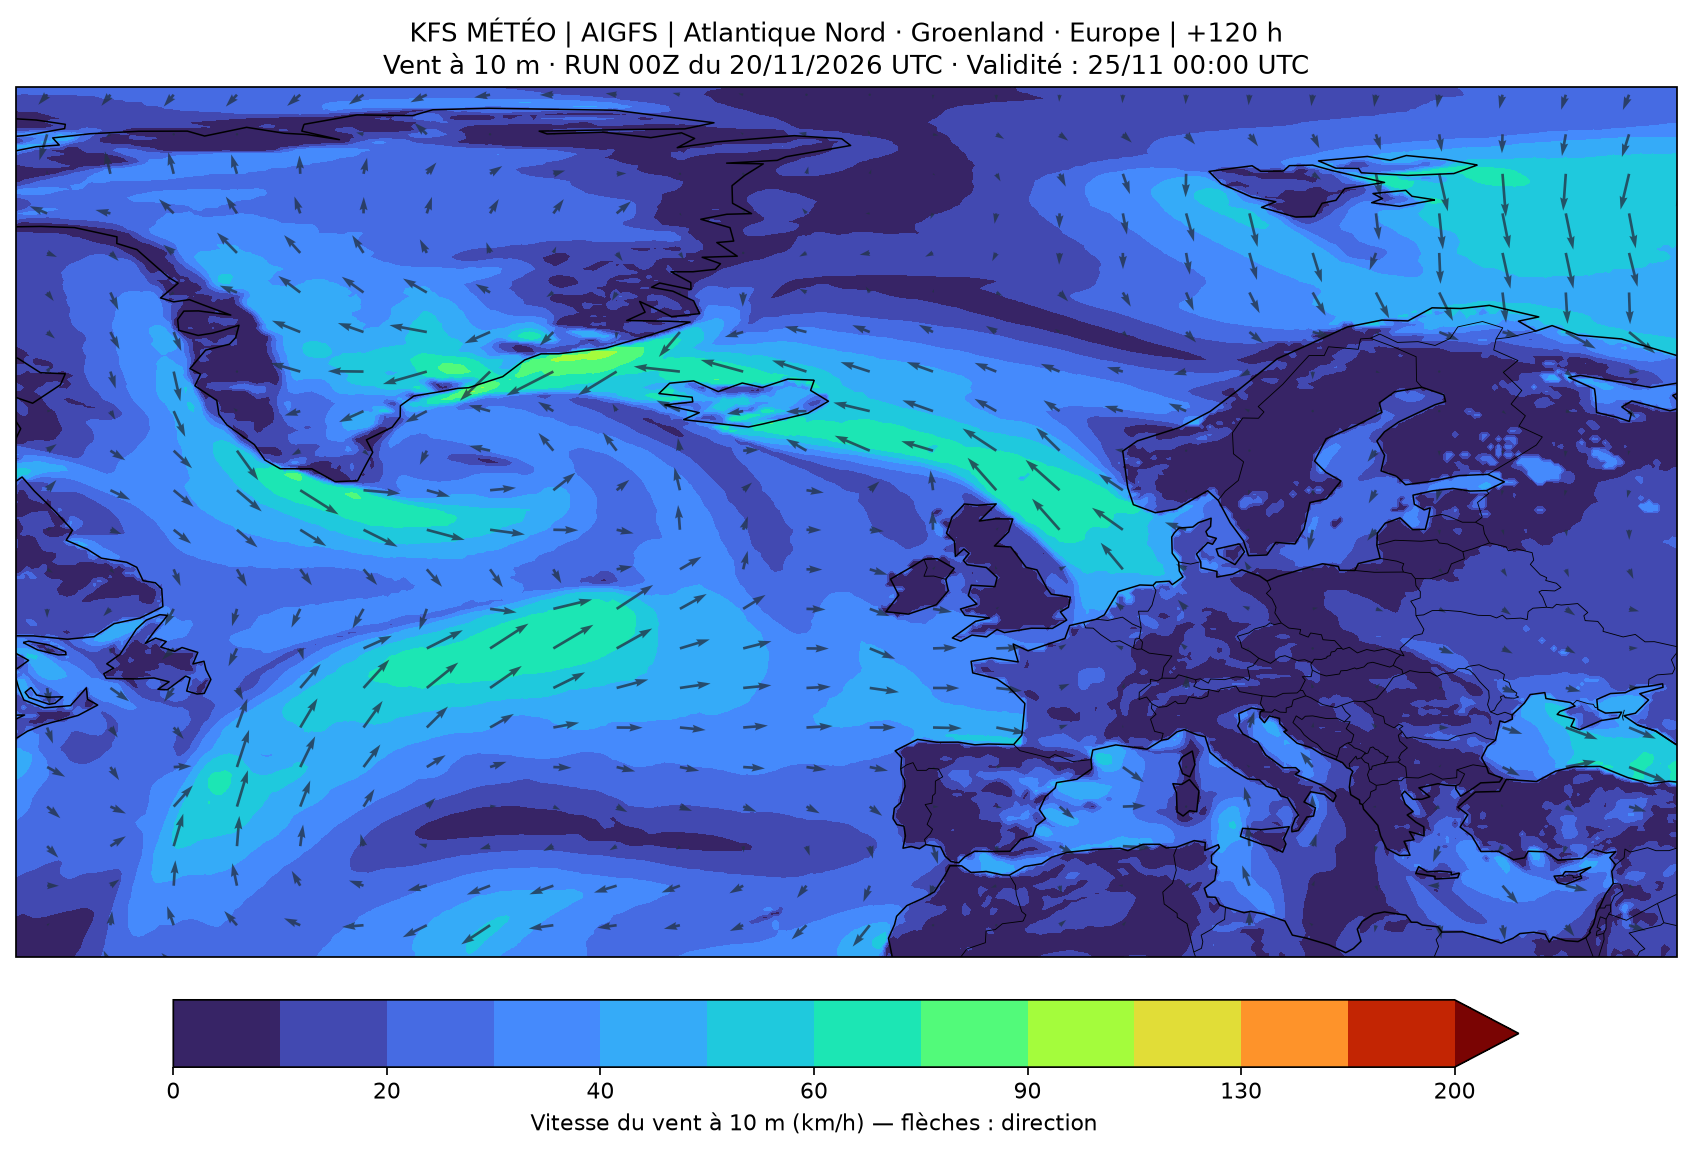 KFS MÉTÉO | AIGFS | Atlantique Nord · Groenland · Europe | +120 h
Vent à 10 m · RUN 00Z du 20/11/2026 UTC · Validité : 25/11 00:00 UTC
0 20 40 60 90 130 200
Vitesse du vent à 10 m (km/h) — flèches : direction